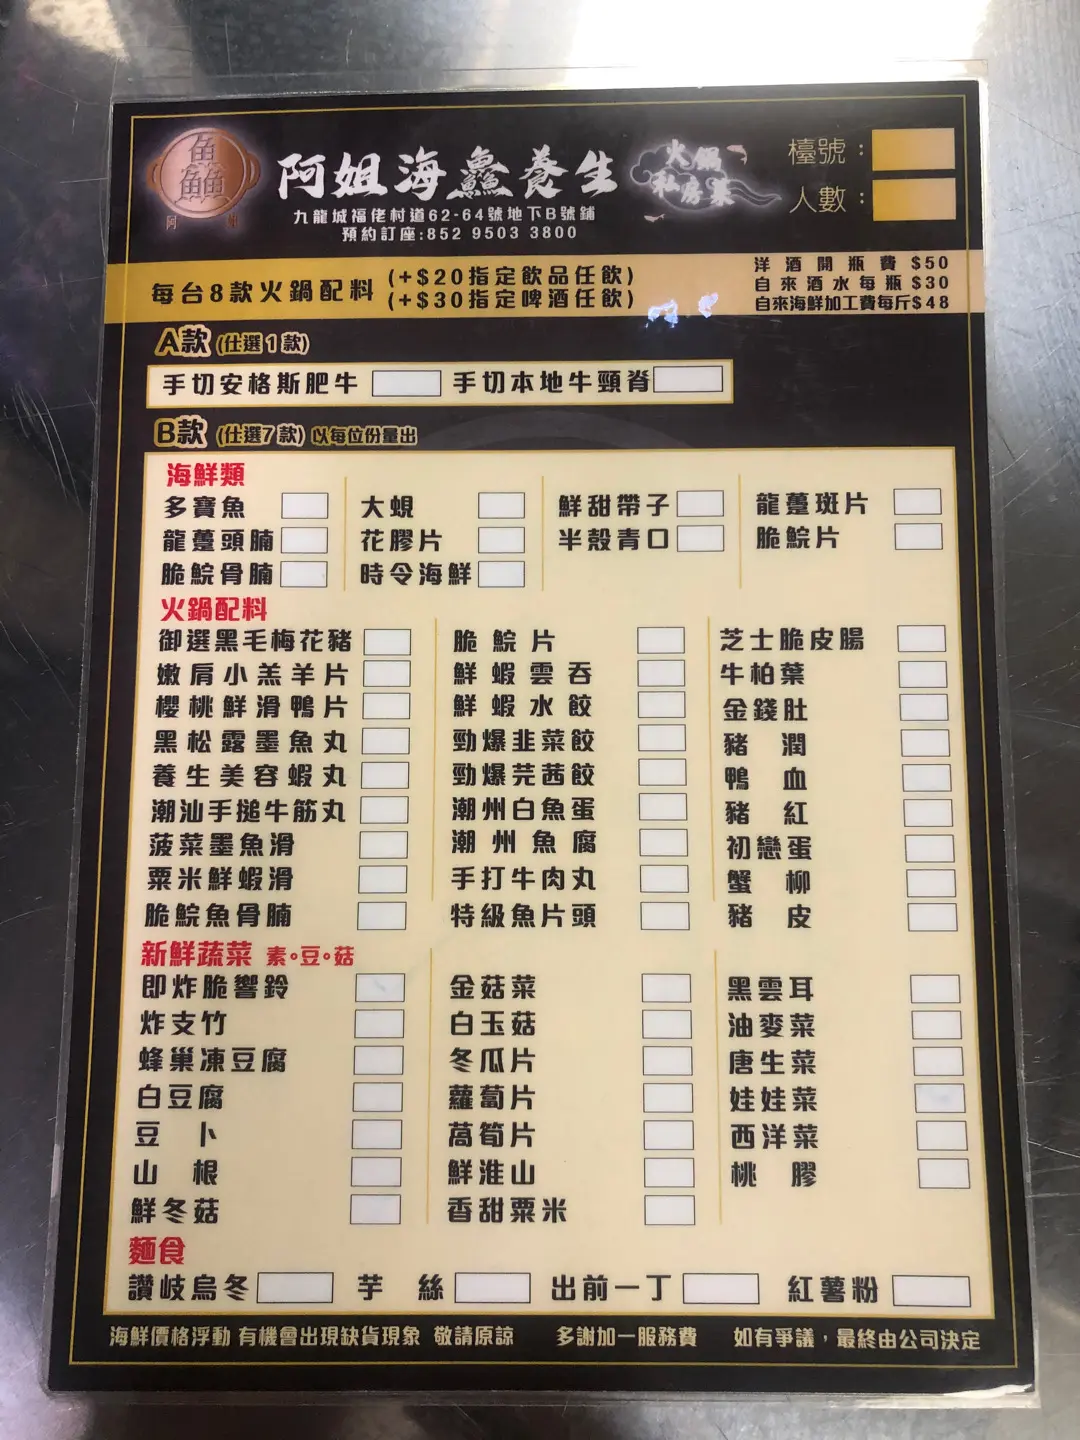 鱻
阿姐
阿姐海鱻養生
火鍋
私房菜
九龍城福佬村道62-64號地下B號鋪
預約訂座:852 9503 3800
檯號：
人數：
每台8款火鍋配料
(+$20指定飲品任飲)
(+$30指定啤酒任飲)
洋酒開瓶費 $50
自來酒水每瓶$30
自來海鮮加工費每斤$48
A款 (任選1款)
手切安格斯肥牛 手切本地牛頸脊
B款 (任選7款) 以每位份量出
海鮮類
多寶魚 大蜆 鮮甜帶子 龍躉斑片
龍躉頭腩 花膠片 半殼青口 脆鯇片
脆鯇骨腩 時令海鮮
火鍋配料
御選黑毛梅花豬 脆鯇片 芝士脆皮腸
嫩肩小羔羊片 鮮蝦雲吞 牛柏葉
櫻桃鮮滑鴨片 鮮蝦水餃 金錢肚
黑松露墨魚丸 勁爆韭菜餃 豬潤
養生美容蝦丸 勁爆芫茜餃 鴨血
潮汕手搥牛筋丸 潮州白魚蛋 豬紅
菠菜墨魚滑 潮州魚腐 初戀蛋
粟米鮮蝦滑 手打牛肉丸 蟹柳
脆鯇魚骨腩 特級魚片頭 豬皮
新鮮蔬菜 素。豆。菇
即炸脆響鈴 金菇菜 黑雲耳
炸支竹 白玉菇 油麥菜
蜂巢凍豆腐 冬瓜片 唐生菜
白豆腐 蘿蔔片 娃娃菜
豆卜 萵筍片 西洋菜
山根 鮮淮山 桃膠
鮮冬菇 香甜粟米
麵食
讚岐烏冬 芋絲 出前一丁 紅薯粉
海鮮價格浮動 有機會出現缺貨現象 敬請原諒 多謝加一服務費 如有爭議，最終由公司決定